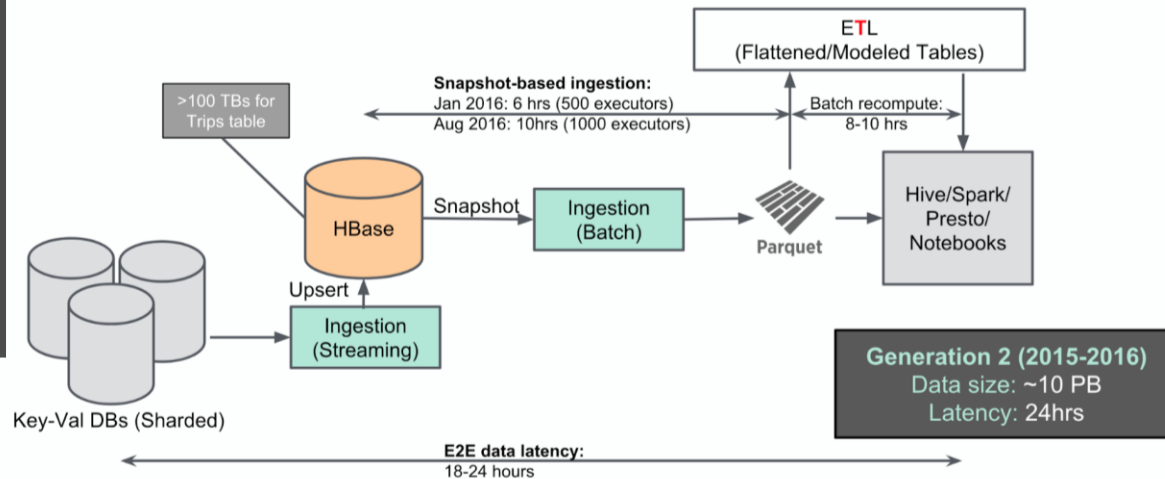 ETL
(Flattened/Modeled Tables)
Snapshot-based ingestion:
Jan 2016: 6 hrs (500 executors)
Aug 2016: 10hrs (1000 executors)
Batch recompute:
8-10 hrs
>100 TBs for
Trips table
HBase
Snapshot
Ingestion
(Batch)
Parquet
Hive/Spark/
Presto/
Notebooks
Upsert
Ingestion
(Streaming)
Key-Val DBs (Sharded)
Generation 2 (2015-2016)
Data size: ~10 PB
Latency: 24hrs
E2E data latency:
18-24 hours